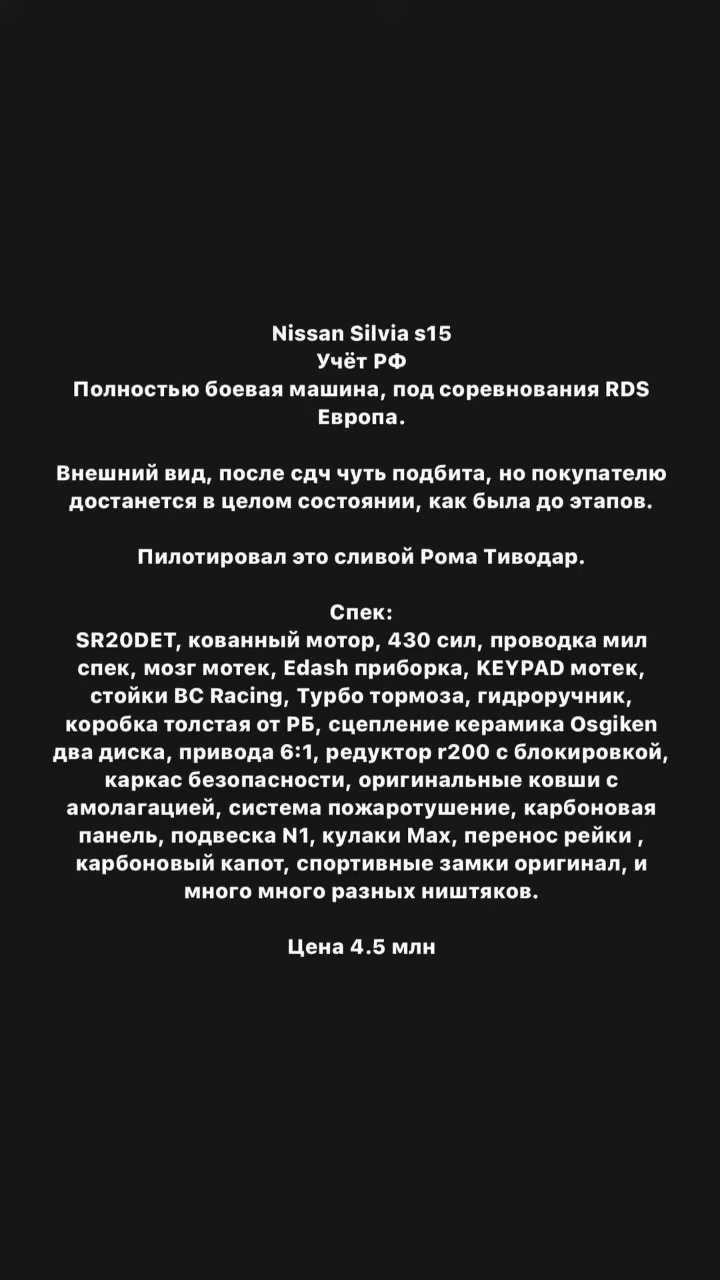 Nissan Silvia s15
Учёт РФ
Полностью боевая машина, под соревнования RDS
Европа.
Внешний вид, после сдч чуть подбита, но покупателю
достанется в целом состоянии, как была до этапов.
Пилотировал это сливой Рома Тиводар.
Спек:
SR20DET, кованный мотор, 430 сил, проводка мил
спек, мозг мотек, Edash приборка, KEYPAD мотек,
стойки BC Racing, Турбо тормоза, гидроручник,
коробка толстая от РБ, сцепление керамика Osgiken
два диска, привода 6:1, редуктор r200 с блокировкой,
каркас безопасности, оригинальные ковши с
амолагацией, система пожаротушение, карбоновая
панель, подвеска N1, кулаки Max, перенос рейки ,
карбоновый капот, спортивные замки оригинал, и
много много разных ништяков.
Цена 4.5 млн